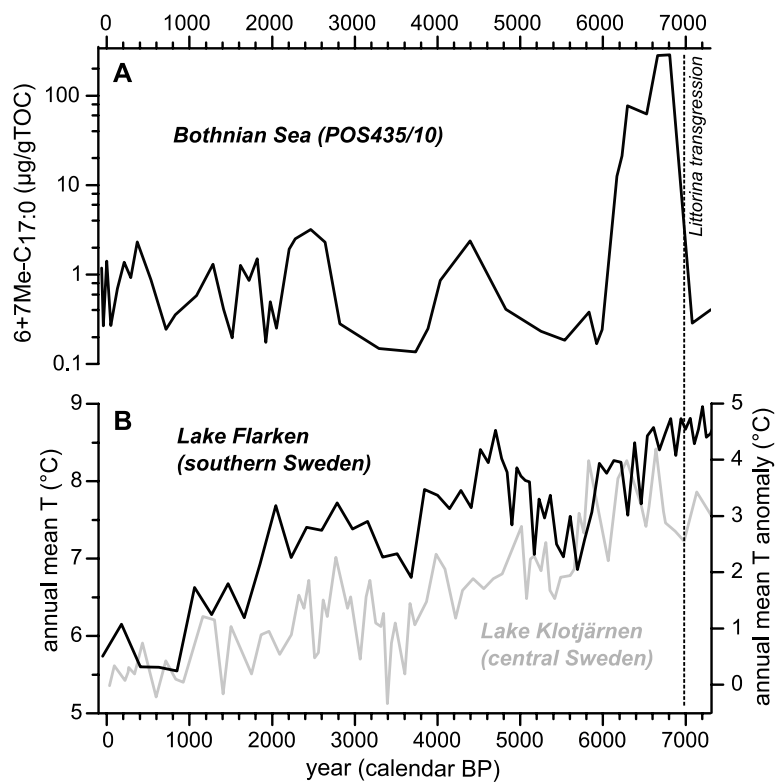 0 1000 2000 3000 4000 5000 6000 7000
A
Bothnian Sea (POS435/10)
Littorina transgression
6+7Me-C17:0 (µg/gTOC)
100
10
1
0.1
B
Lake Flarken
(southern Sweden)
Lake Klotjärnen
(central Sweden)
annual mean T (°C)
9
8
7
6
5
annual mean T anomaly (°C)
5
4
3
2
1
0
0 1000 2000 3000 4000 5000 6000 7000
year (calendar BP)